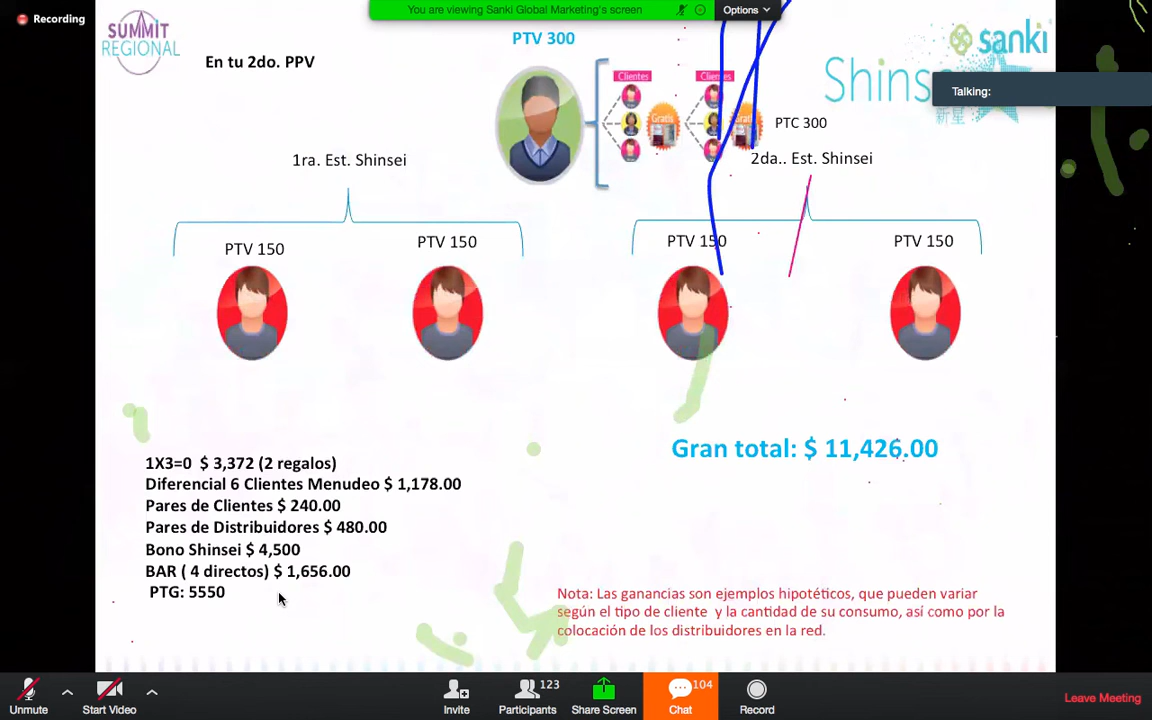 Recording
You are viewing Sanki Global Marketing's screen
Options
SUMMIT
REGIONAL
En tu 2do. PPV
PTV 300
sanki
Talking:
Clientes
Gratis
新星
PTC 300
1ra. Est. Shinsei
2da.. Est. Shinsei
PTV 150
PTV 150
PTV 150
PTV 150
1X3=0 $ 3,372 (2 regalos)
Diferencial 6 Clientes Menudeo $ 1,178.00
Pares de Clientes $ 240.00
Pares de Distribuidores $ 480.00
Bono Shinsei $ 4,500
BAR ( 4 directos) $ 1,656.00
PTG: 5550
Gran total: $ 11,426.00
Nota: Las ganancias son ejemplos hipotéticos, que pueden variar
según el tipo de cliente y la cantidad de su consumo, así como por la
colocación de los distribuidores en la red.
Unmute
Start Video
Invite
123
Participants
Share Screen
104
Chat
Record
Leave Meeting